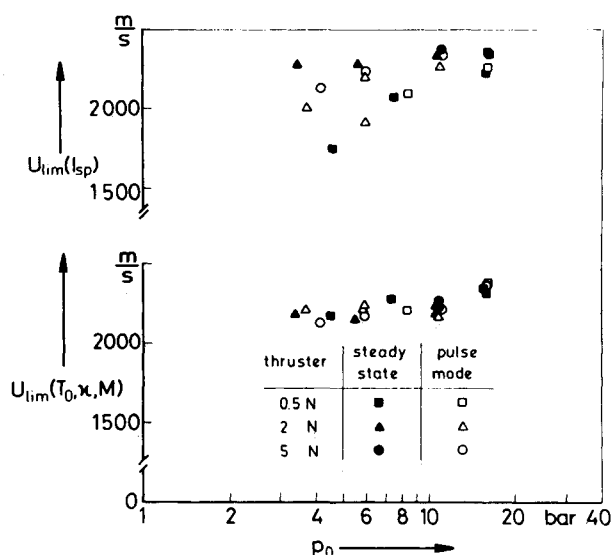 m/s
2000
U_lim(I_sp)
1500
m/s
2000
U_lim(T_0,ϰ,M)
1500
0
thruster steady state pulse mode
0.5 N ■ □
2 N ▲ △
5 N ● ○
1 2 4 6 8 10 20 bar 40
p_0